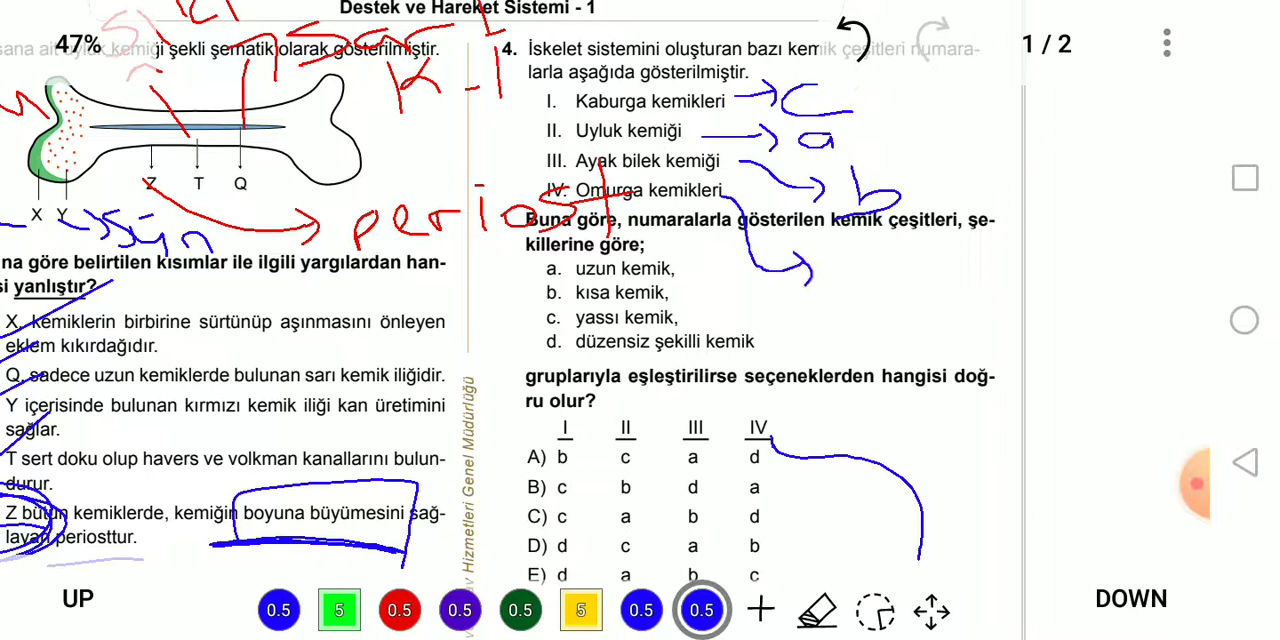 Destek ve Hareket Sistemi - 1
47%
sana ait uyluk kemiği şekli şematik olarak gösterilmiştir.
sarı
K-1
X Y Z T Q
periost
na göre belirtilen kısımlar ile ilgili yargılardan han-
si yanlıştır?
X, kemiklerin birbirine sürtünüp aşınmasını önleyen
eklem kıkırdağıdır.
Q, sadece uzun kemiklerde bulunan sarı kemik iliğidir.
Y içerisinde bulunan kırmızı kemik iliği kan üretimini
sağlar.
T sert doku olup havers ve volkman kanallarını bulun-
durur.
Z bütün kemiklerde, kemiğin boyuna büyümesini sağ-
layan periosttur.
UP
Hizmetleri Genel Müdürlüğü
4. İskelet sistemini oluşturan bazı kemik çeşitleri numara-
larla aşağıda gösterilmiştir.
I. Kaburga kemikleri c
II. Uyluk kemiği a
III. Ayak bilek kemiği b
IV. Omurga kemikleri
Buna göre, numaralarla gösterilen kemik çeşitleri, şe-
killerine göre;
a. uzun kemik,
b. kısa kemik,
c. yassı kemik,
d. düzensiz şekilli kemik
gruplarıyla eşleştirilirse seçeneklerden hangisi doğ-
ru olur?
I II III IV
A) b c a d
B) c b d a
C) c a b d
D) d c a b
E) d a b c
0.5 5 0.5 0.5 0.5 5 0.5 0.5
1 / 2
DOWN